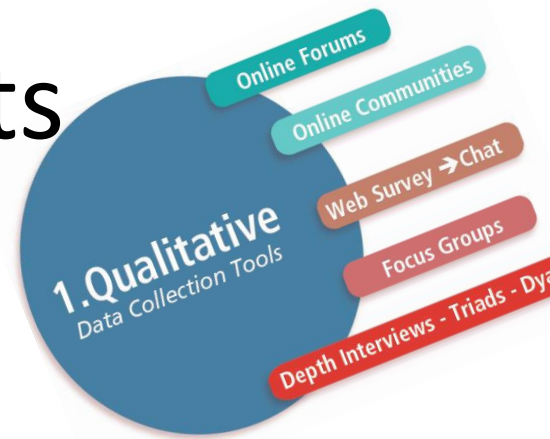 ts
1.Qualitative
Data Collection Tools
Online Forums
Online Communities
Web Survey ➔Chat
Focus Groups
Depth Interviews - Triads - Dya